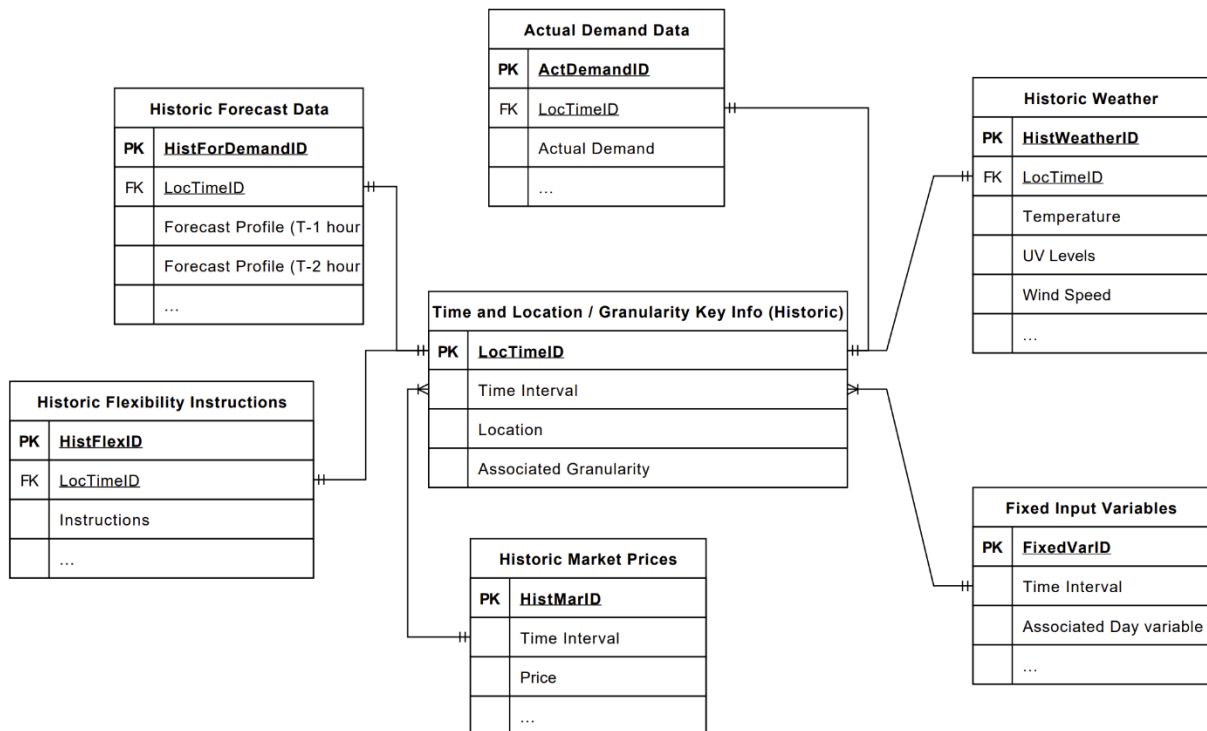 Actual Demand Data
PK ActDemandID
FK LocTimeID
Actual Demand
...
Historic Forecast Data
PK HistForDemandID
FK LocTimeID
Forecast Profile (T-1 hour
Forecast Profile (T-2 hour
...
Historic Weather
PK HistWeatherID
FK LocTimeID
Temperature
UV Levels
Wind Speed
...
Time and Location / Granularity Key Info (Historic)
PK LocTimeID
Time Interval
Location
Associated Granularity
Historic Flexibility Instructions
PK HistFlexID
FK LocTimeID
Instructions
...
Historic Market Prices
PK HistMarID
Time Interval
Price
...
Fixed Input Variables
PK FixedVarID
Time Interval
Associated Day variable
...